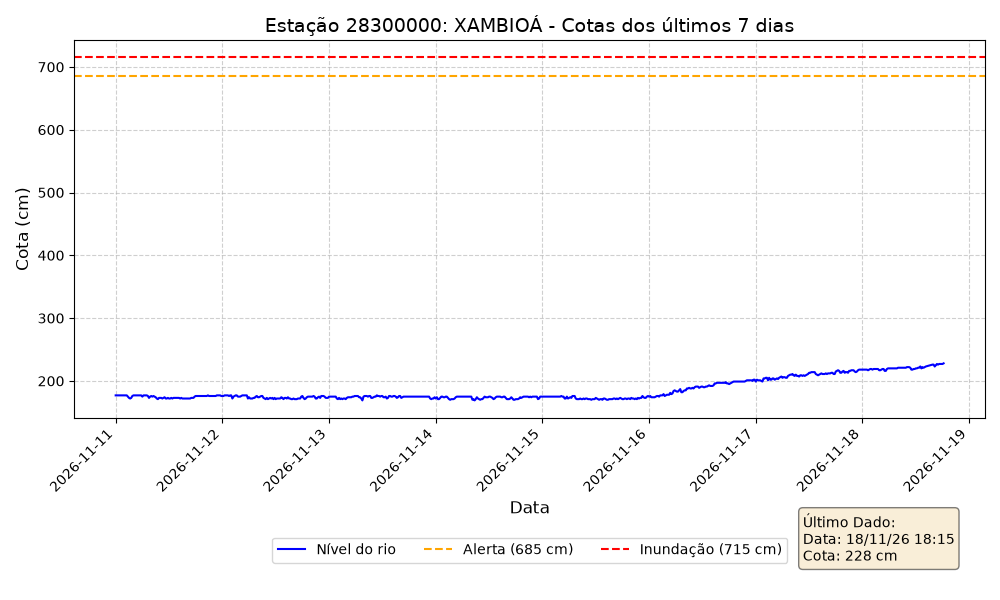 Estação 28300000: XAMBIOÁ - Cotas dos últimos 7 dias
Cota (cm)
700
600
500
400
300
200
2026-11-11
2026-11-12
2026-11-13
2026-11-14
2026-11-15
2026-11-16
2026-11-17
2026-11-18
2026-11-19
Data
Nível do rio
Alerta (685 cm)
Inundação (715 cm)
Último Dado:
Data: 18/11/26 18:15
Cota: 228 cm